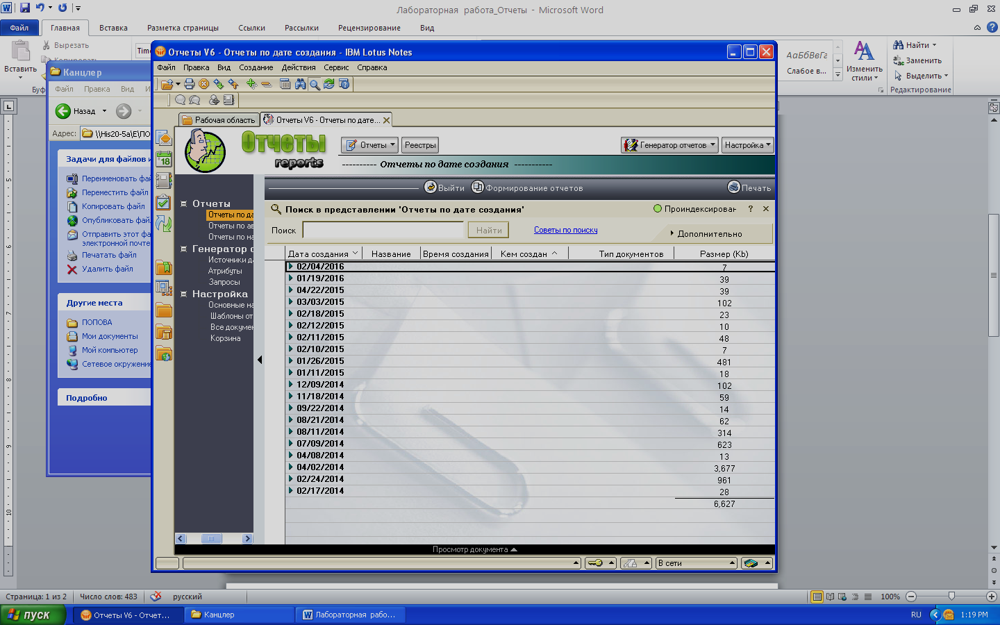 Лабораторная работа_Отчеты - Microsoft Word
Файл Главная Вставка Разметка страницы Ссылки Рассылки Рецензирование Вид
Вставить
Вырезать
АаБбВвГг
Слабое в...
Изменить стили
Найти
Заменить
Выделить
Редактирование
Канцлер
Файл Правка Вид
Назад
Адрес: \\His20-5a\E\ПО
Задачи для файлов и
Переименовать
Переместить файл
Копировать файл
Опубликовать
Отправить этот
электронной почте
Печатать файл
Удалить файл
Другие места
ПОПОВА
Мои документы
Мой компьютер
Сетевое окружение
Подробно
Отчеты V6 - Отчеты по дате создания - IBM Lotus Notes
Файл Правка Вид Создание Действия Сервис Справка
Рабочая область Отчеты V6 - Отчеты по дате...
18
Отчеты
reports
Отчеты Реестры Генератор отчетов Настройка
---------- Отчеты по дате создания -----------
Выйти Формирование отчетов Печать
Отчеты
Отчеты по да
Отчеты по ав
Отчеты по на
Генератор о
Источники да
Атрибуты
Запросы
Настройка
Основные на
Шаблоны от
Все докумен
Корзина
Поиск в представлении 'Отчеты по дате создания' Проиндексирован ?
Поиск Найти Советы по поиску Дополнительно
Дата создания Название Время создания Кем создан Тип документов Размер (Kb)
02/04/2016 7
01/19/2016 39
04/22/2015 39
03/03/2015 102
02/18/2015 23
02/12/2015 10
02/11/2015 48
02/10/2015 7
01/26/2015 481
01/11/2015 18
12/09/2014 102
11/18/2014 59
09/22/2014 14
08/21/2014 62
08/11/2014 314
07/09/2014 623
04/08/2014 13
04/02/2014 3,677
02/24/2014 961
02/17/2014 28
6,627
Просмотр документа
В сети
Страница: 1 из 2 Число слов: 483 русский 100%
пуск Отчеты V6 - Отчет... Канцлер Лабораторная рабо... RU 1:19 PM